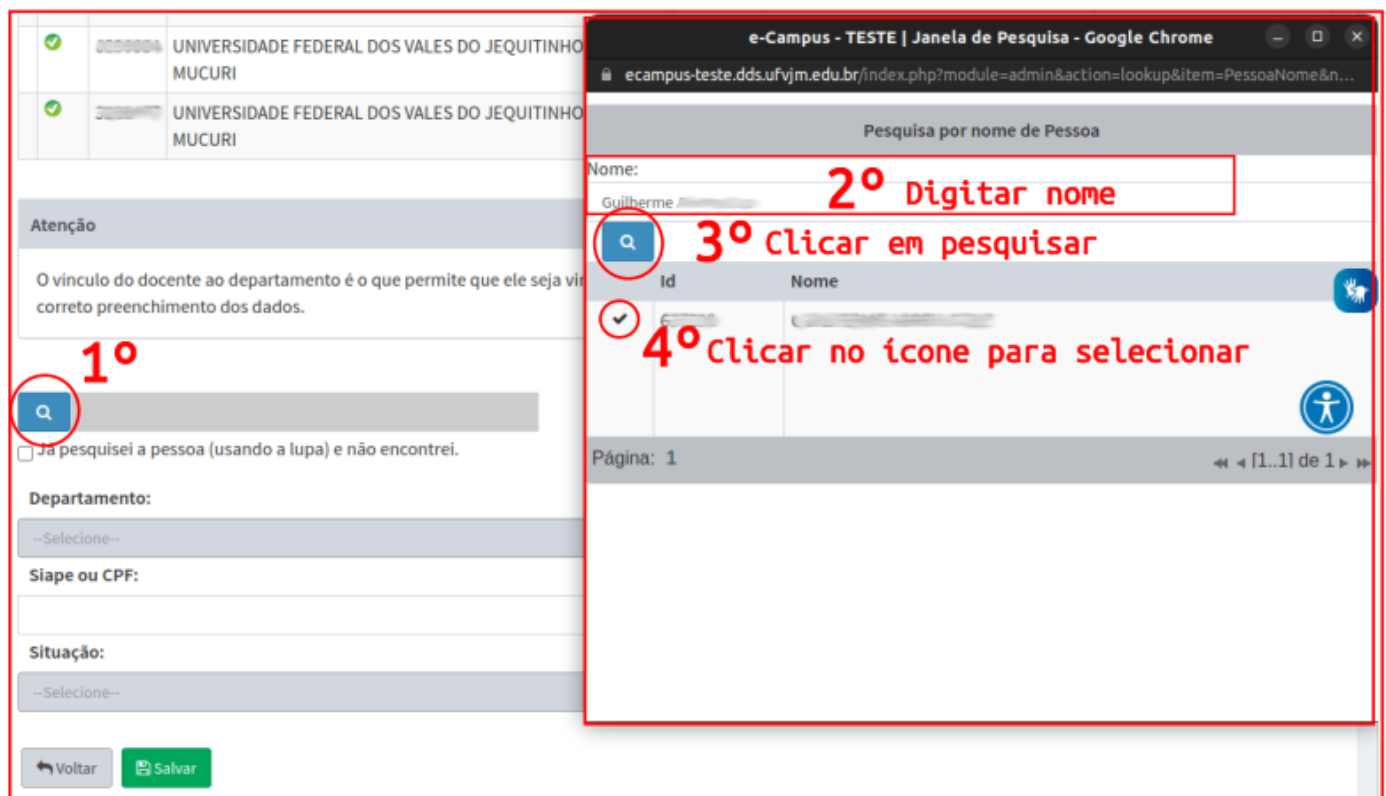 UNIVERSIDADE FEDERAL DOS VALES DO JEQUITINHO
MUCURI
UNIVERSIDADE FEDERAL DOS VALES DO JEQUITINHO
MUCURI
Atenção
O vinculo do docente ao departamento é o que permite que ele seja vir
correto preenchimento dos dados.
1º
Já pesquisei a pessoa (usando a lupa) e não encontrei.
Departamento:
--Selecione--
Siape ou CPF:
Situação:
--Selecione--
Voltar Salvar
e-Campus - TESTE | Janela de Pesquisa - Google Chrome
ecampus-teste.dds.ufvjm.edu.br/index.php?module=admin&action=lookup&item=PessoaNome&n...
Pesquisa por nome de Pessoa
Nome:
2º Digitar nome
Guilherme
3º Clicar em pesquisar
Id Nome
4º Clicar no ícone para selecionar
Página: 1 [1..1] de 1